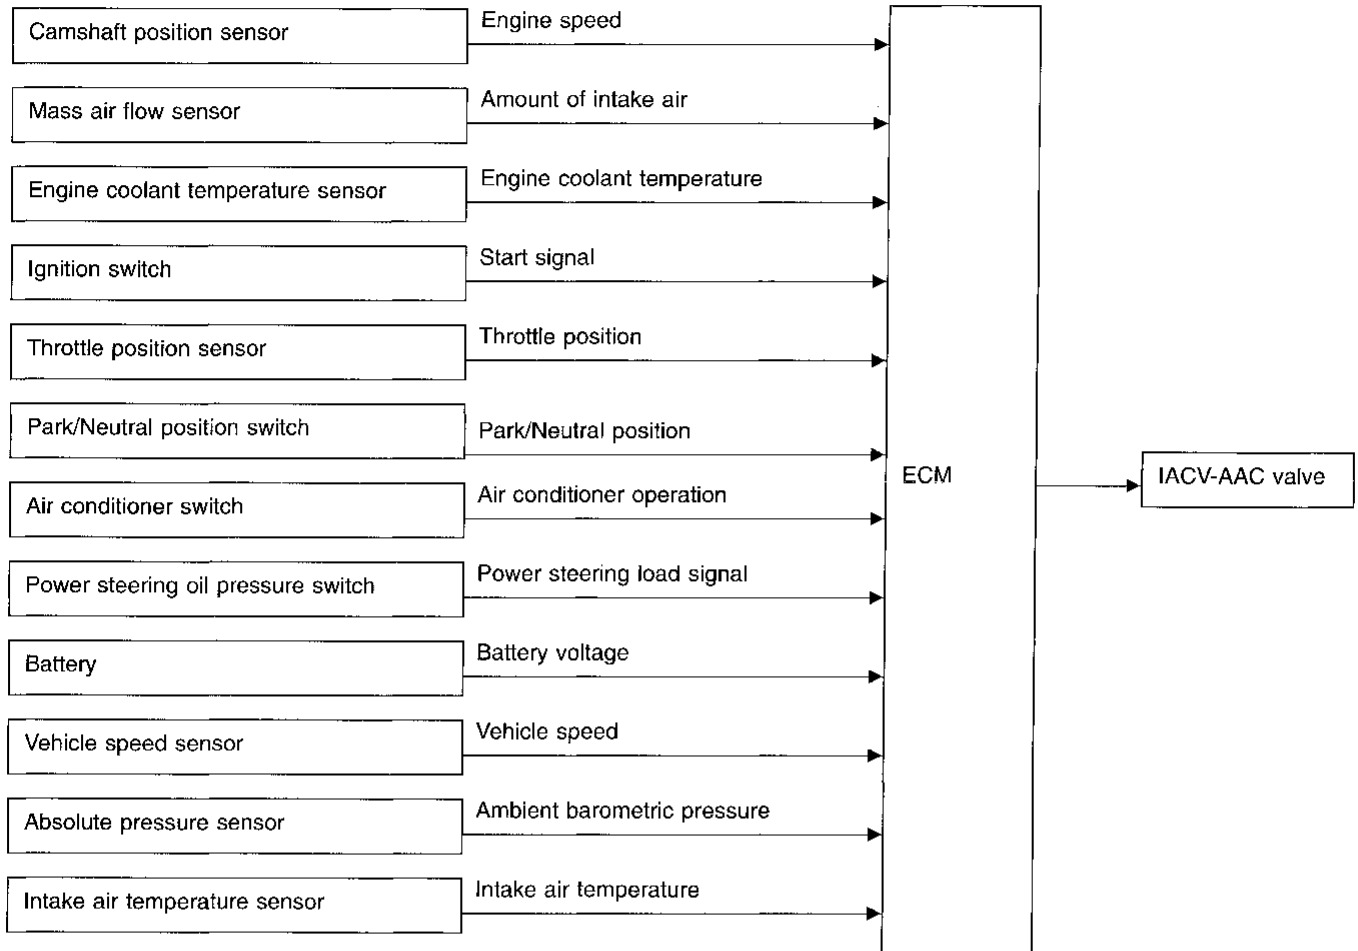 Camshaft position sensor
Engine speed
Mass air flow sensor
Amount of intake air
Engine coolant temperature sensor
Engine coolant temperature
Ignition switch
Start signal
Throttle position sensor
Throttle position
Park/Neutral position switch
Park/Neutral position
Air conditioner switch
Air conditioner operation
ECM
IACV-AAC valve
Power steering oil pressure switch
Power steering load signal
Battery
Battery voltage
Vehicle speed sensor
Vehicle speed
Absolute pressure sensor
Ambient barometric pressure
Intake air temperature sensor
Intake air temperature